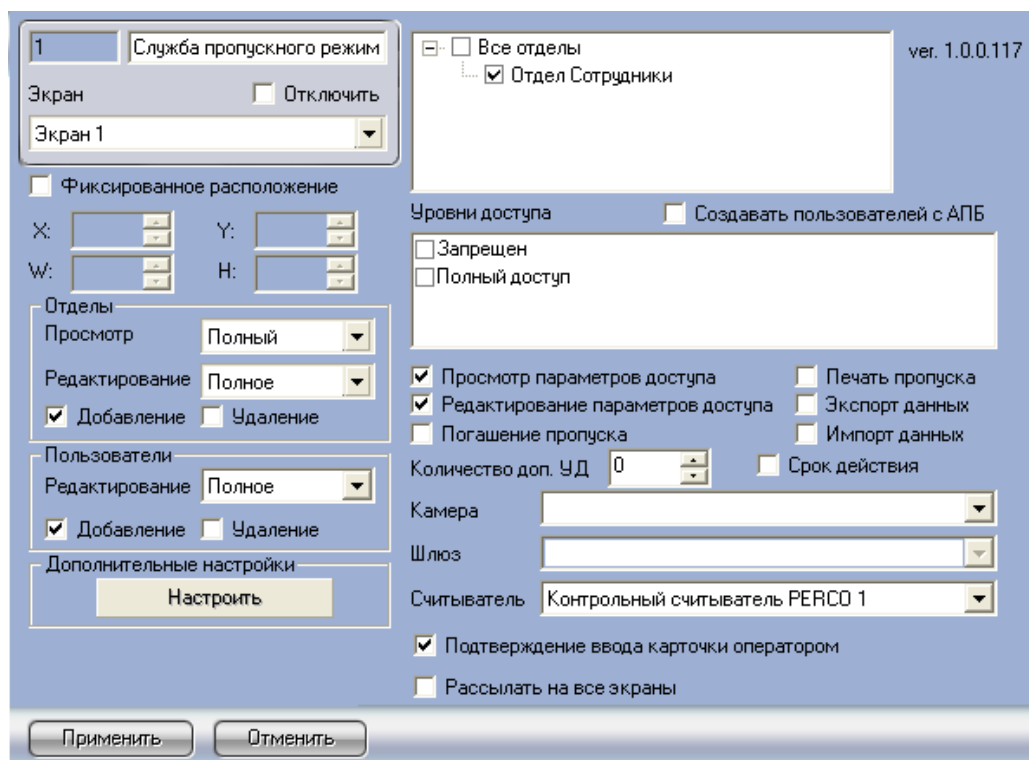 1
Служба пропускного режим
Экран
Отключить
Экран 1
Фиксированное расположение
X:
Y:
W:
H:
Отделы
Просмотр
Полный
Редактирование
Полное
Добавление
Удаление
Пользователи
Редактирование
Полное
Добавление
Удаление
Дополнительные настройки
Настроить
Все отделы
Отдел Сотрудники
ver. 1.0.0.117
Уровни доступа
Создавать пользователей с АПБ
Запрещен
Полный доступ
Просмотр параметров доступа
Печать пропуска
Редактирование параметров доступа
Экспорт данных
Погашение пропуска
Импорт данных
Количество доп. УД
0
Срок действия
Камера
Шлюз
Считыватель
Контрольный считыватель PERCO 1
Подтверждение ввода карточки оператором
Рассылать на все экраны
Применить
Отменить